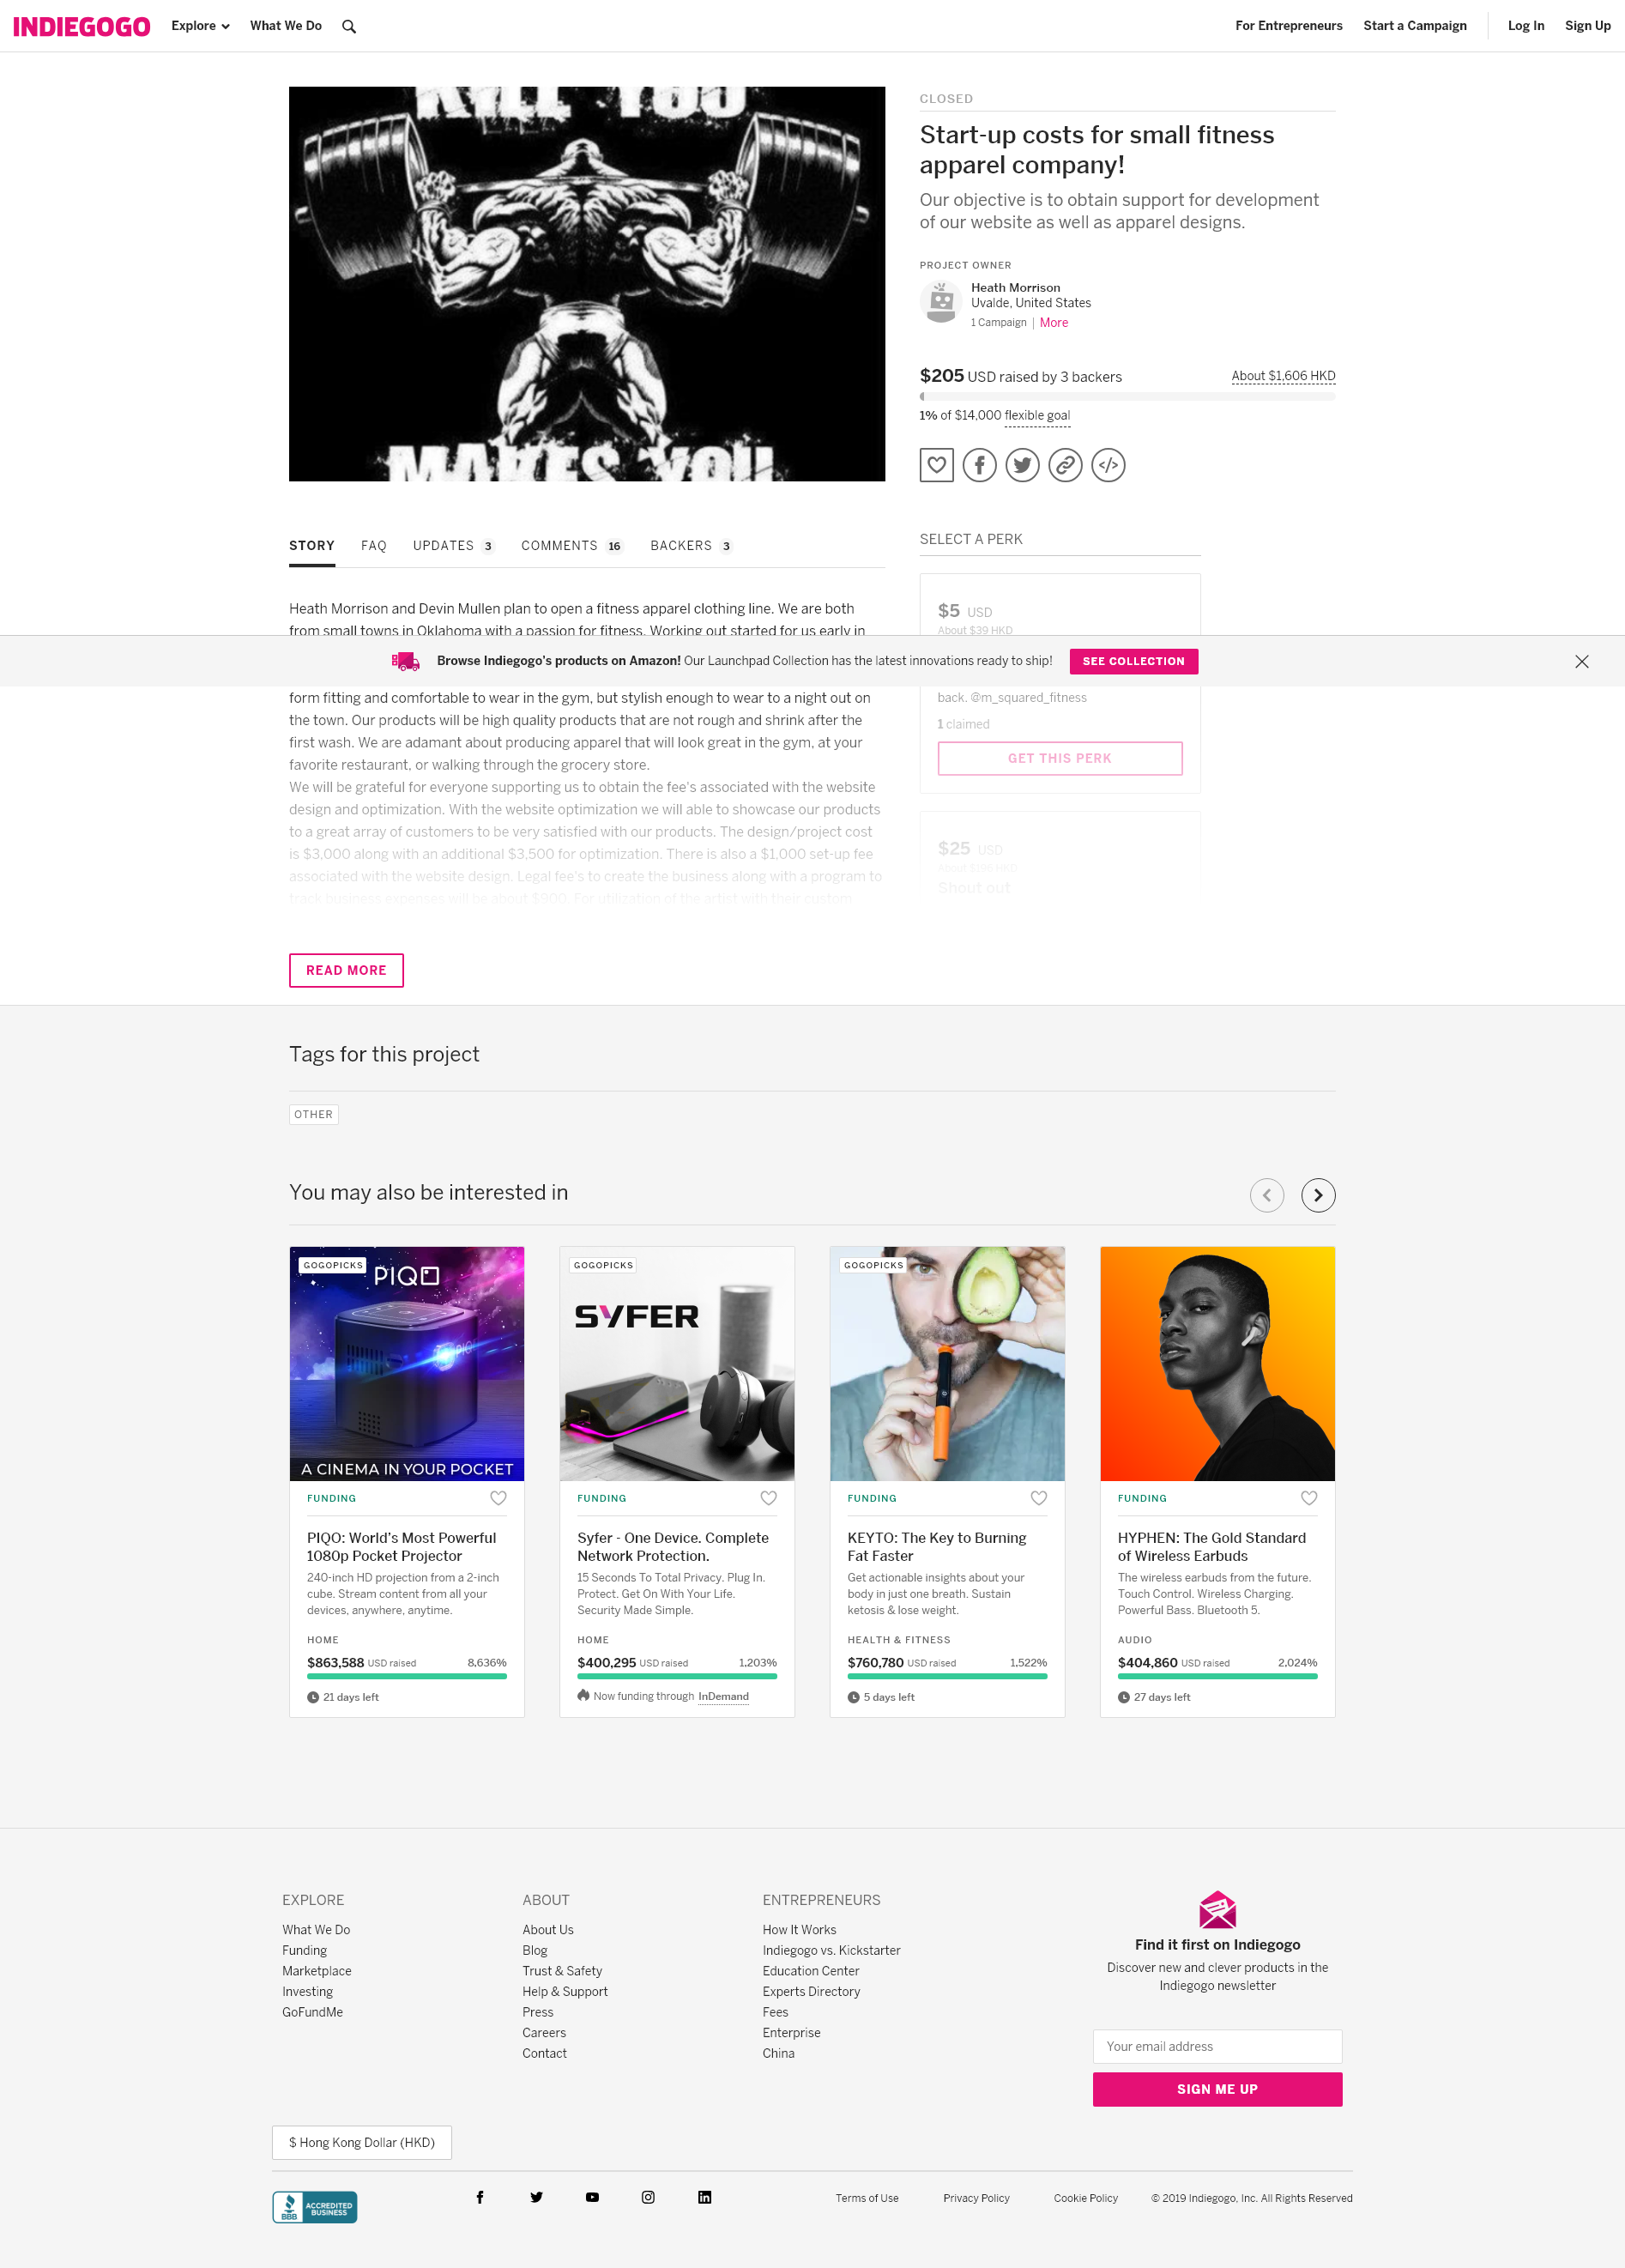 INDIEGOGO
Explore
What We Do
For Entrepreneurs
Start a Campaign
Log In
Sign Up
KILL YOU
MAKES YOU
CLOSED
Start-up costs for small fitness
apparel company!
Our objective is to obtain support for development
of our website as well as apparel designs.
PROJECT OWNER
Heath Morrison
Uvalde, United States
1 Campaign | More
$205 USD raised by 3 backers
About $1,606 HKD
1% of $14,000 flexible goal
STORY
FAQ
UPDATES 3
COMMENTS 16
BACKERS 3
SELECT A PERK
Heath Morrison and Devin Mullen plan to open a fitness apparel clothing line. We are both
from small towns in Oklahoma with a passion for fitness. Working out started for us early in
$5 USD
About $39 HKD
Browse Indiegogo's products on Amazon! Our Launchpad Collection has the latest innovations ready to ship!
SEE COLLECTION
form fitting and comfortable to wear in the gym, but stylish enough to wear to a night out on
the town. Our products will be high quality products that are not rough and shrink after the
first wash. We are adamant about producing apparel that will look great in the gym, at your
favorite restaurant, or walking through the grocery store.
We will be grateful for everyone supporting us to obtain the fee's associated with the website
design and optimization. With the website optimization we will able to showcase our products
to a great array of customers to be very satisfied with our products. The design/project cost
is $3,000 along with an additional $3,500 for optimization. There is also a $1,000 set-up fee
associated with the website design. Legal fee's to create the business along with a program to
track business expenses will be about $900. For utilization of the artist with their custom
back. @m_squared_fitness
1 claimed
GET THIS PERK
$25 USD
About $196 HKD
Shout out
READ MORE
Tags for this project
OTHER
You may also be interested in
GOGOPICKS
PIQO
PIQO
A CINEMA IN YOUR POCKET
FUNDING
PIQO: World's Most Powerful
1080p Pocket Projector
240-inch HD projection from a 2-inch
cube. Stream content from all your
devices, anywhere, anytime.
HOME
$863,588 USD raised
8,636%
21 days left
GOGOPICKS
SYFER
FUNDING
Syfer - One Device. Complete
Network Protection.
15 Seconds To Total Privacy. Plug In.
Protect. Get On With Your Life.
Security Made Simple.
HOME
$400,295 USD raised
1,203%
Now funding through InDemand
GOGOPICKS
FUNDING
KEYTO: The Key to Burning
Fat Faster
Get actionable insights about your
body in just one breath. Sustain
ketosis & lose weight.
HEALTH & FITNESS
$760,780 USD raised
1,522%
5 days left
FUNDING
HYPHEN: The Gold Standard
of Wireless Earbuds
The wireless earbuds from the future.
Touch Control. Wireless Charging.
Powerful Bass. Bluetooth 5.
AUDIO
$404,860 USD raised
2,024%
27 days left
EXPLORE
What We Do
Funding
Marketplace
Investing
GoFundMe
ABOUT
About Us
Blog
Trust & Safety
Help & Support
Press
Careers
Contact
ENTREPRENEURS
How It Works
Indiegogo vs. Kickstarter
Education Center
Experts Directory
Fees
Enterprise
China
Find it first on Indiegogo
Discover new and clever products in the
Indiegogo newsletter
Your email address
SIGN ME UP
$ Hong Kong Dollar (HKD)
BBB
ACCREDITED
BUSINESS
Terms of Use
Privacy Policy
Cookie Policy
© 2019 Indiegogo, Inc. All Rights Reserved